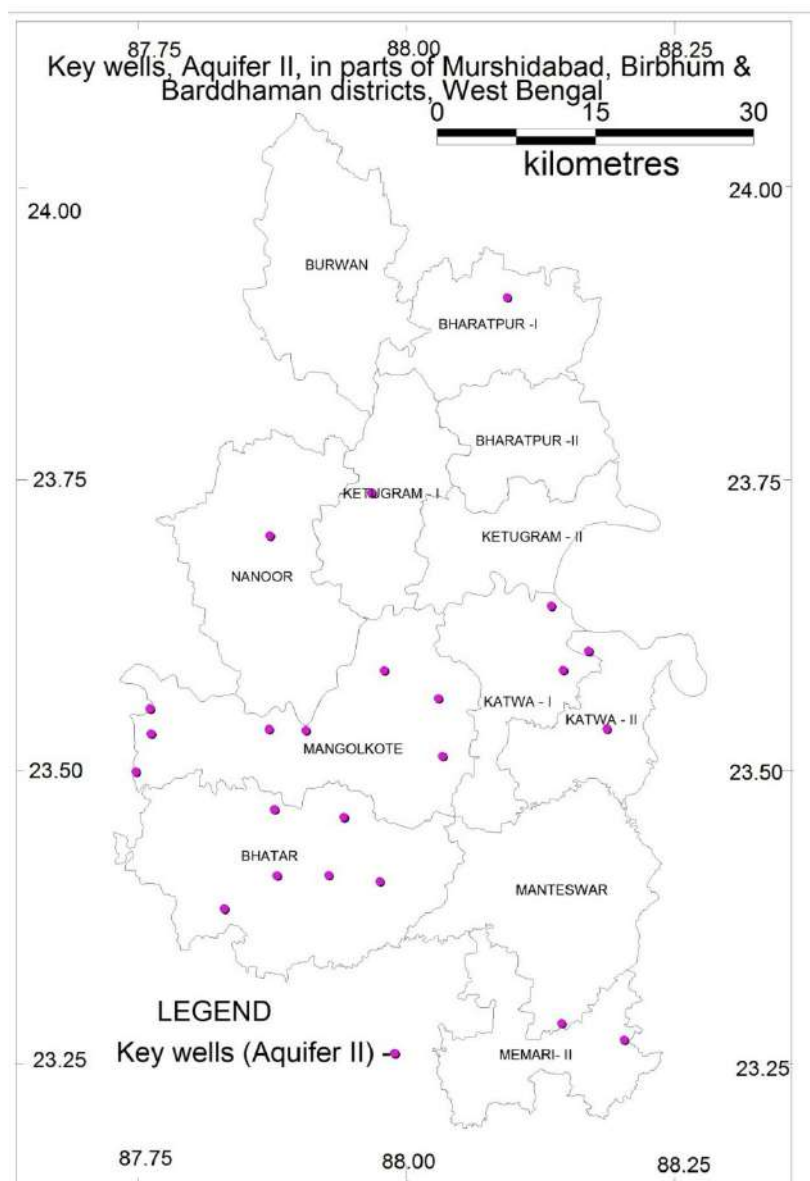 87.75 88.00 88.25
Key wells, Aquifer II, in parts of Murshidabad, Birbhum &
Barddhaman districts, West Bengal
0 15 30
kilometres
24.00 24.00
BURWAN
BHARATPUR -I
BHARATPUR -II
23.75 23.75
KETUGRAM - I
KETUGRAM - II
NANOOR
KATWA - I
KATWA - II
MANGOLKOTE
23.50 23.50
BHATAR
MANTESWAR
LEGEND
Key wells (Aquifer II) -
MEMARI- II
23.25 23.25
87.75 88.00 88.25